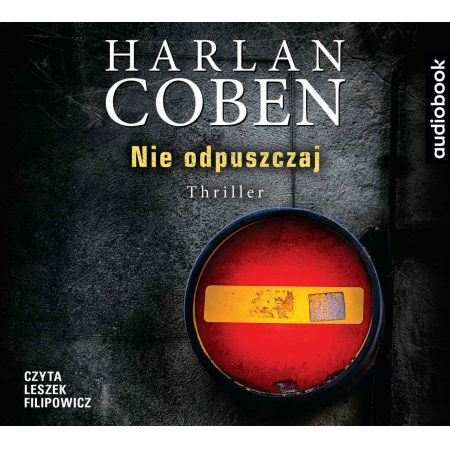 HARLAN
COBEN
Nie odpuszczaj
Thriller
audiobook
CZYTA
LESZEK
FILIPOWICZ